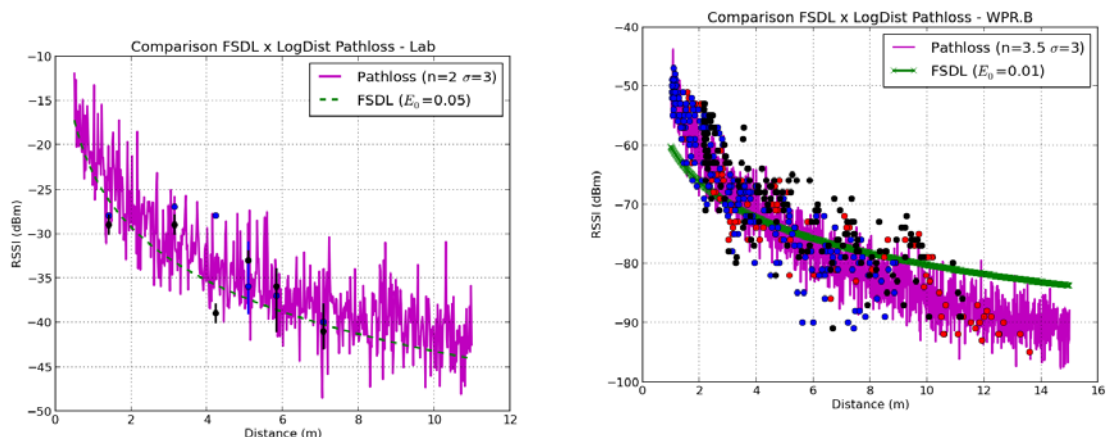 Comparison FSDL x LogDist Pathloss - Lab
Pathloss (n=2 σ=3)
FSDL (E₀=0.05)
RSSI (dBm)
−10
−15
−20
−25
−30
−35
−40
−45
−50
0 2 4 6 8 10 12
Distance (m)
Comparison FSDL x LogDist Pathloss - WPR.B
Pathloss (n=3.5 σ=3)
FSDL (E₀=0.01)
RSSI (dBm)
−40
−50
−60
−70
−80
−90
−100
0 2 4 6 8 10 12 14 16
Distance (m)